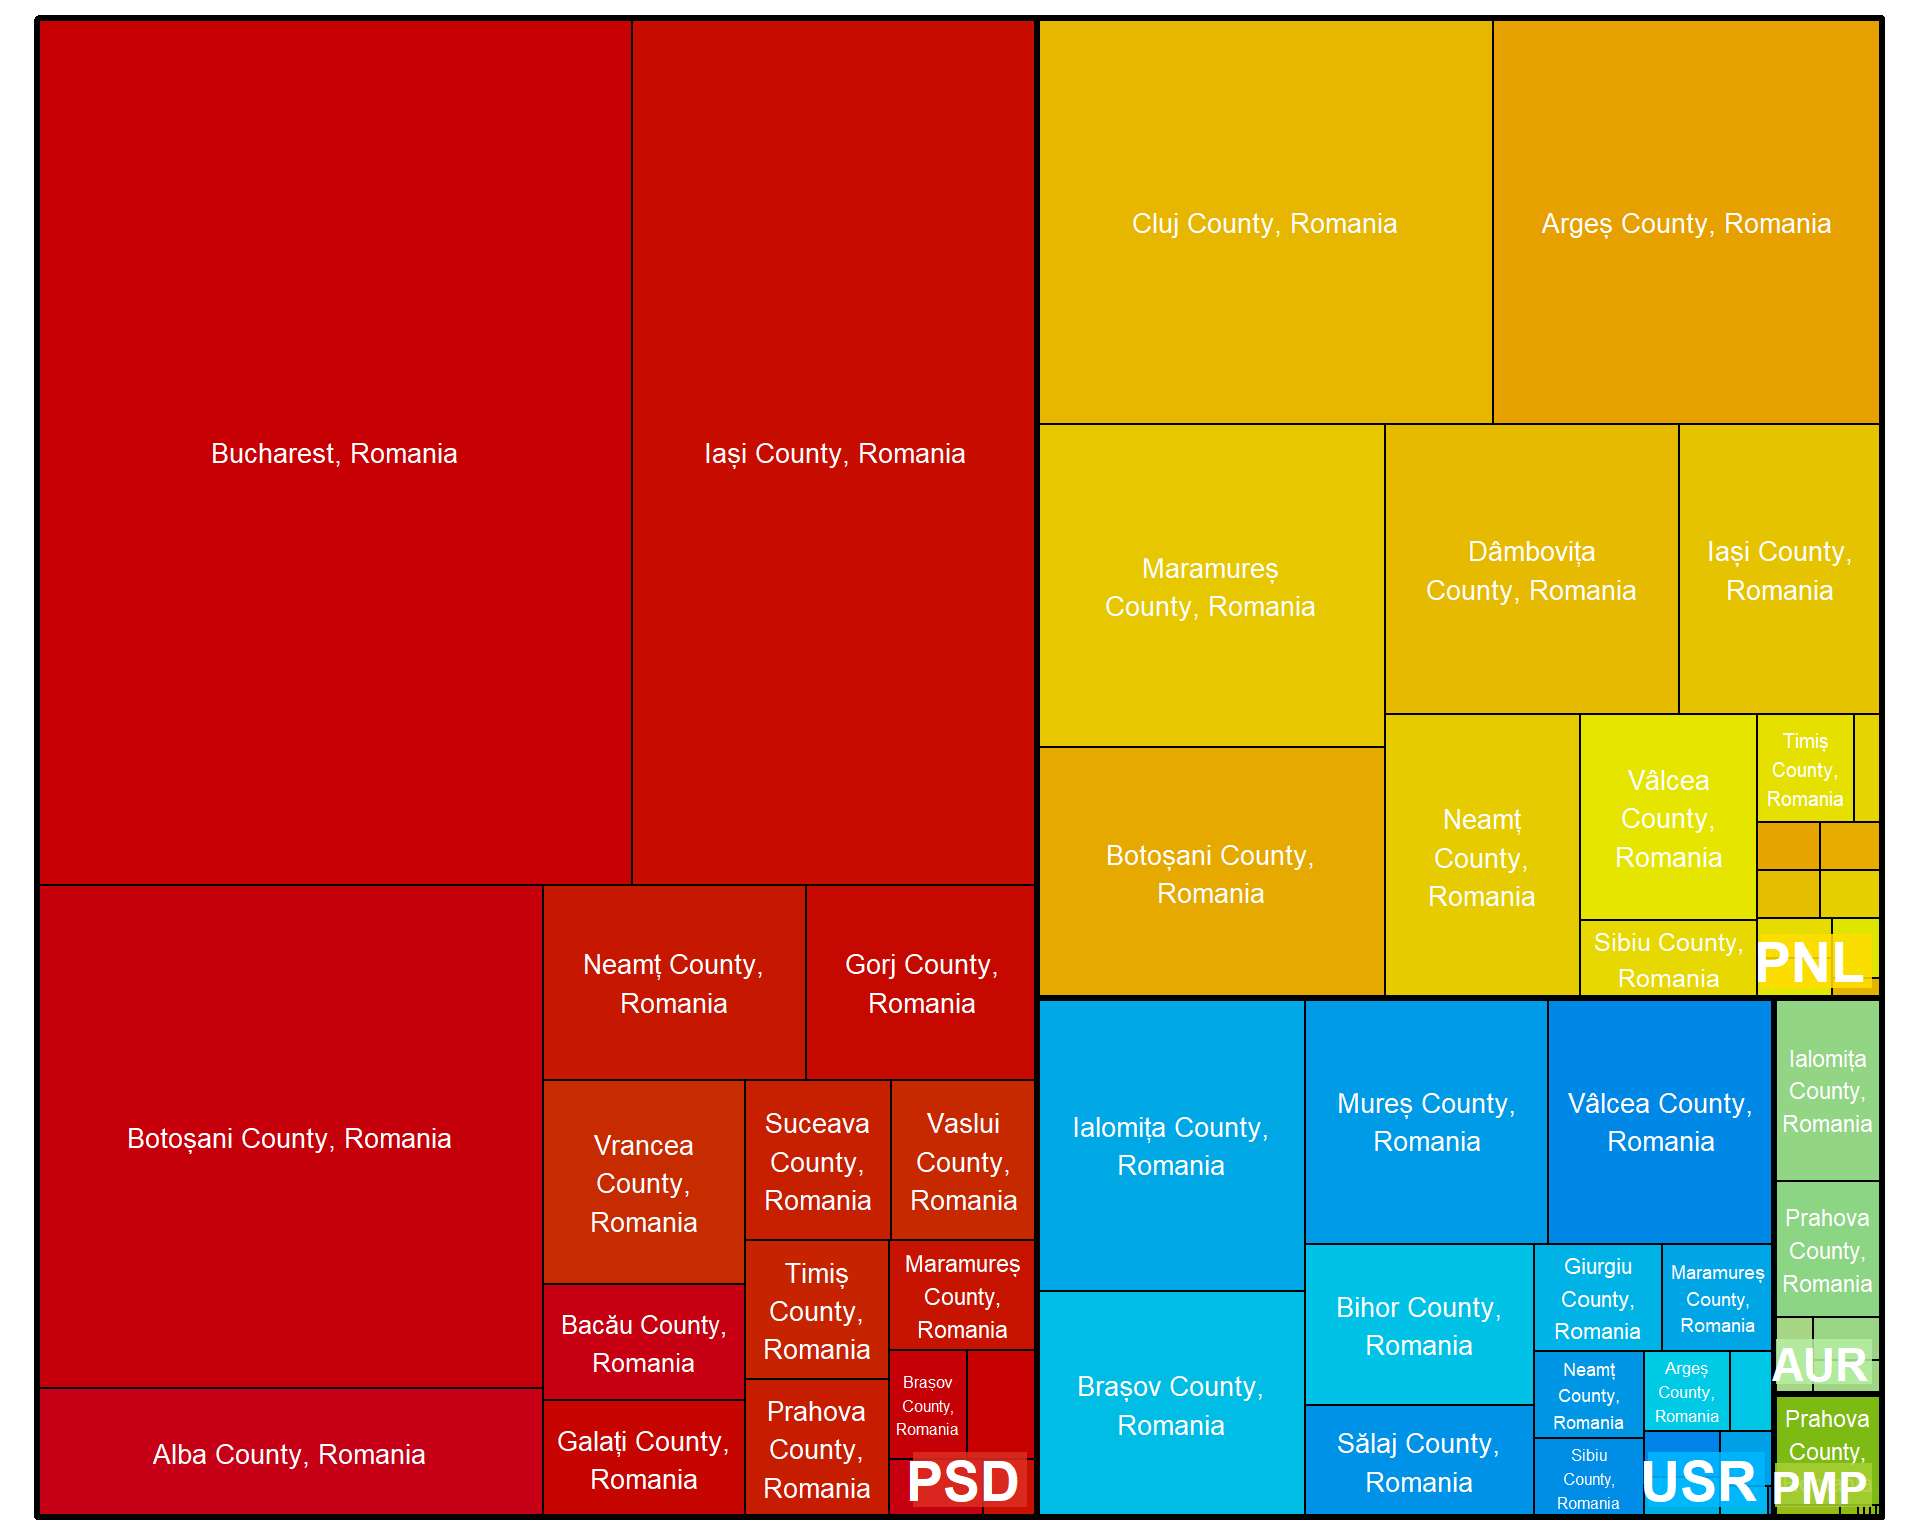 Bucharest, Romania
Iași County, Romania
Botoșani County, Romania
Alba County, Romania
Neamț County,
Romania
Gorj County,
Romania
Vrancea
County,
Romania
Suceava
County,
Romania
Vaslui
County,
Romania
Bacău County,
Romania
Galați County,
Romania
Timiș
County,
Romania
Prahova
County,
Romania
Maramureș
County,
Romania
Brașov
County,
Romania
PSD
Cluj County, Romania
Argeș County, Romania
Maramureș
County, Romania
Dâmbovița
County, Romania
Iași County,
Romania
Botoșani County,
Romania
Neamț
County,
Romania
Vâlcea
County,
Romania
Sibiu County,
Romania
Timiș
County,
Romania
PNL
Ialomița County,
Romania
Brașov County,
Romania
Mureș County,
Romania
Vâlcea County,
Romania
Bihor County,
Romania
Sălaj County,
Romania
Giurgiu
County,
Romania
Maramureș
County,
Romania
Neamț
County,
Romania
Argeș
County,
Romania
Sibiu
County,
Romania
USR
Ialomița
County,
Romania
Prahova
County,
Romania
AUR
Prahova
County,
PMP